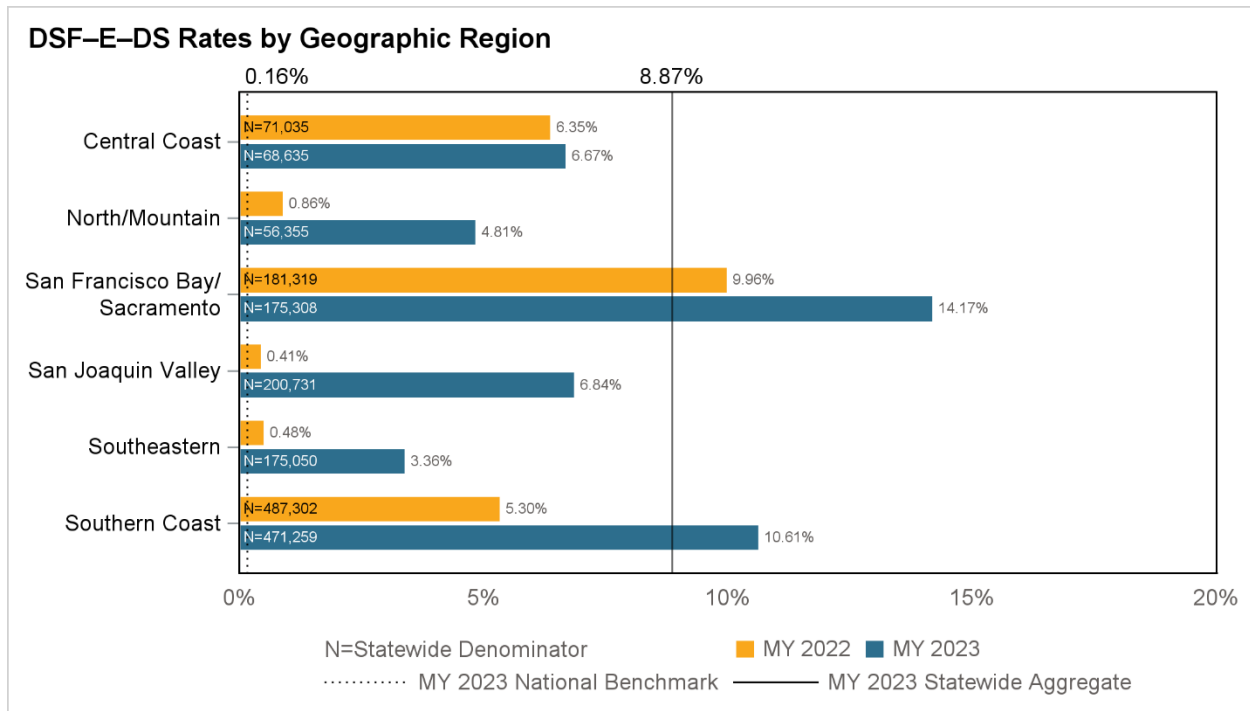 DSF–E–DS Rates by Geographic Region
0.16%
8.87%
Central Coast
N=71,035
6.35%
N=68,635
6.67%
North/Mountain
0.86%
N=56,355
4.81%
San Francisco Bay/
Sacramento
N=181,319
9.96%
N=175,308
14.17%
San Joaquin Valley
0.41%
N=200,731
6.84%
Southeastern
0.48%
N=175,050
3.36%
Southern Coast
N=487,302
5.30%
N=471,259
10.61%
0%
5%
10%
15%
20%
N=Statewide Denominator
MY 2022
MY 2023
MY 2023 National Benchmark
MY 2023 Statewide Aggregate